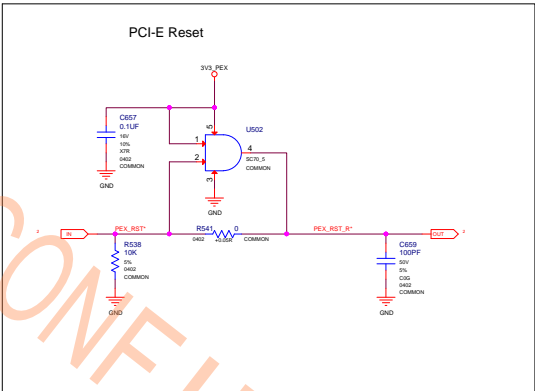 PCI-E Reset
3V3_PEX
C657
0.1UF
16V
10%
X7R
0402
COMMON
GND
5
U502
1
2
4
SC70_5
COMMON
3
GND
2
IN
PEX_RST*
R541
0
0402
+0.05R
COMMON
PEX_RST_R*
OUT
2
R538
10K
5%
0402
COMMON
GND
C659
100PF
50V
5%
C0G
0402
COMMON
GND
CONF